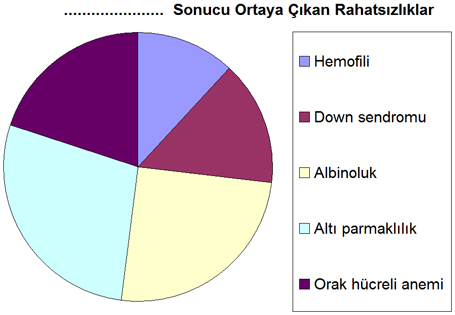 ...................... Sonucu Ortaya Çıkan Rahatsızlıklar
Hemofili
Down sendromu
Albinoluk
Altı parmaklılık
Orak hücreli anemi